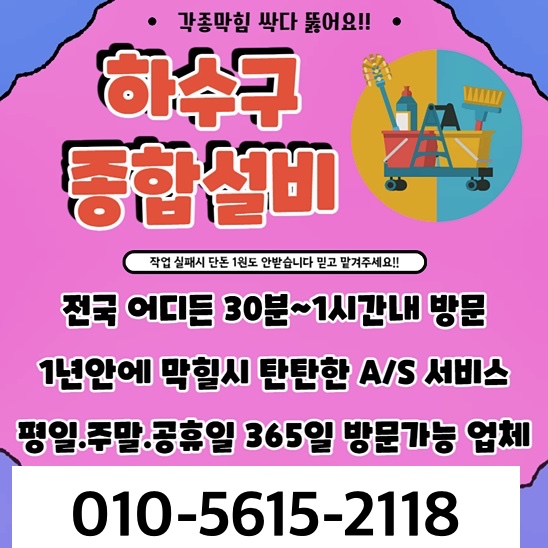 • 각종막힘 싹다 뚫어요!! •
하수구
종합설비
작업 실패시 단돈 1원도 안받습니다 믿고 맡겨주세요!!
전국 어디든 30분~1시간내 방문
1년안에 막힐시 탄탄한 A/S 서비스
평일.주말.공휴일 365일 방문가능 업체
010-5615-2118